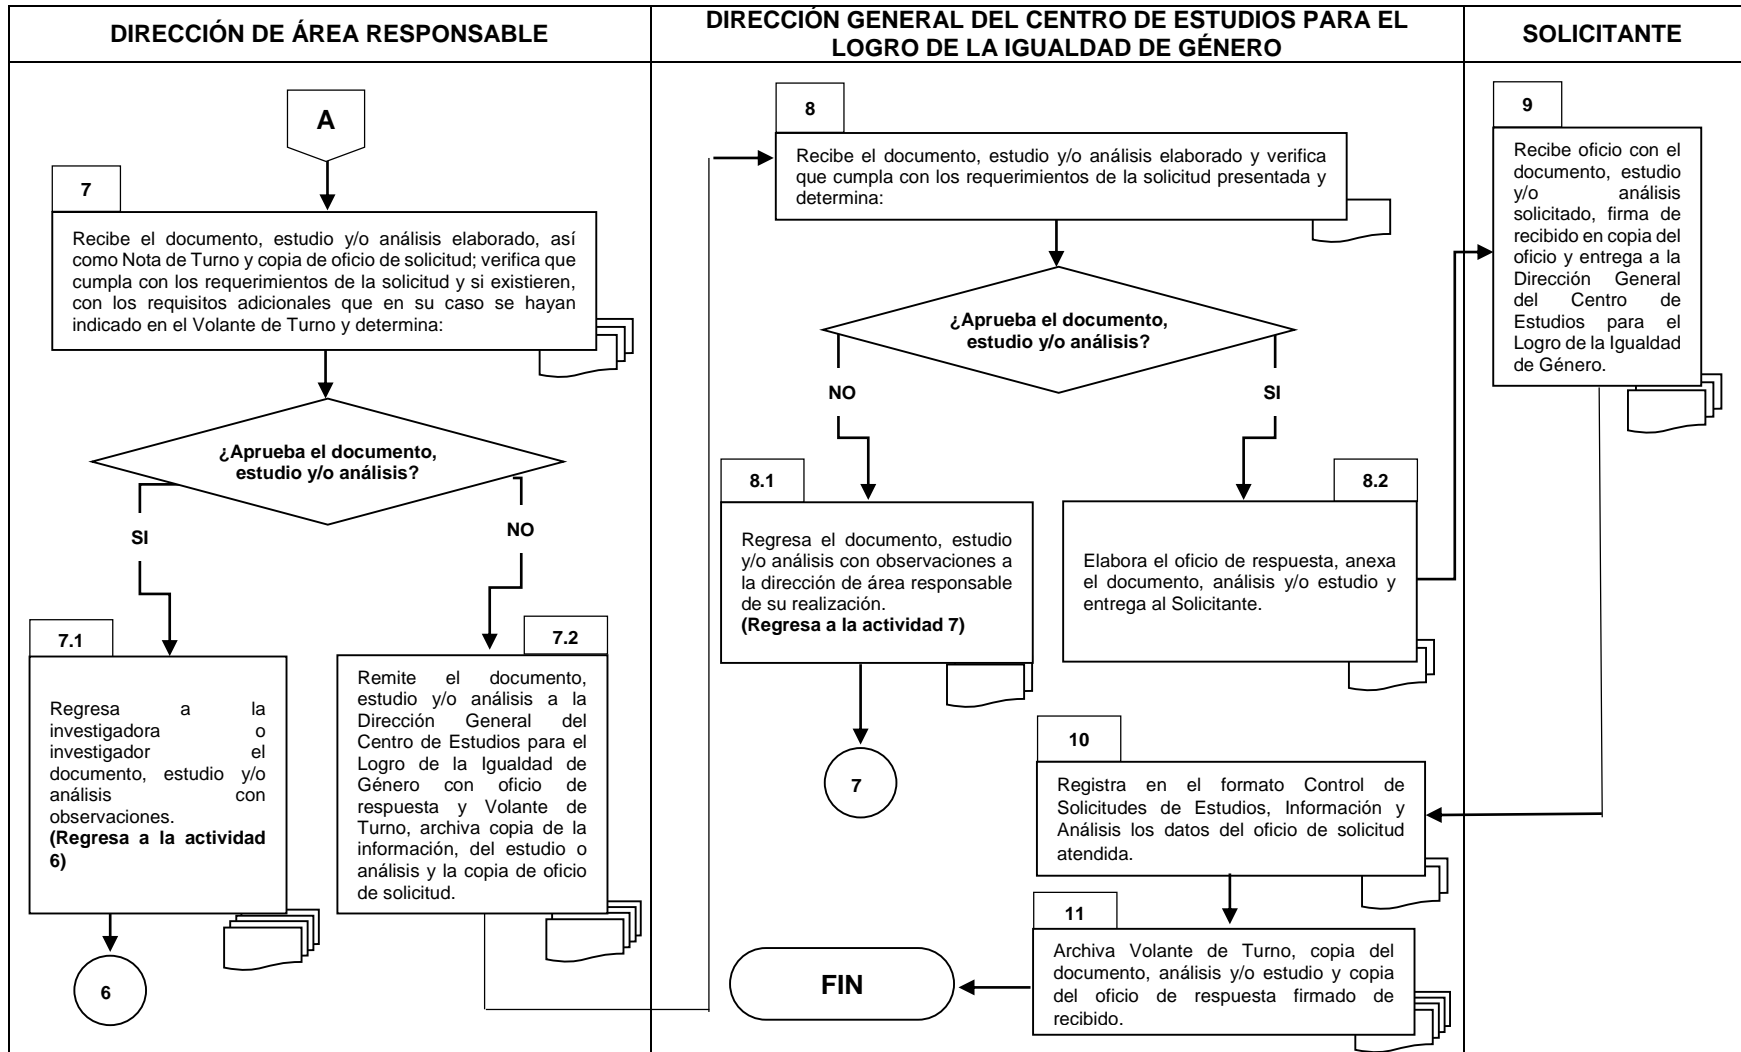 DIRECCIÓN DE ÁREA RESPONSABLE
DIRECCIÓN GENERAL DEL CENTRO DE ESTUDIOS PARA EL
LOGRO DE LA IGUALDAD DE GÉNERO
SOLICITANTE
A
7
Recibe el documento, estudio y/o análisis elaborado, así
como Nota de Turno y copia de oficio de solicitud; verifica que
cumpla con los requerimientos de la solicitud y si existieren,
con los requisitos adicionales que en su caso se hayan
indicado en el Volante de Turno y determina:
¿Aprueba el documento,
estudio y/o análisis?
SI
NO
7.1
Regresa a la
investigadora o
investigador el
documento, estudio y/o
análisis con
observaciones.
(Regresa a la actividad
6)
6
7.2
Remite el documento,
estudio y/o análisis a la
Dirección General del
Centro de Estudios para el
Logro de la Igualdad de
Género con oficio de
respuesta y Volante de
Turno, archiva copia de la
información, del estudio o
análisis y la copia de oficio
de solicitud.
8
Recibe el documento, estudio y/o análisis elaborado y verifica
que cumpla con los requerimientos de la solicitud presentada y
determina:
¿Aprueba el documento,
estudio y/o análisis?
NO
SI
8.1
Regresa el documento, estudio
y/o análisis con observaciones a
la dirección de área responsable
de su realización.
(Regresa a la actividad 7)
7
8.2
Elabora el oficio de respuesta, anexa
el documento, análisis y/o estudio y
entrega al Solicitante.
9
Recibe oficio con el
documento, estudio
y/o análisis
solicitado, firma de
recibido en copia del
oficio y entrega a la
Dirección General
del Centro de
Estudios para el
Logro de la Igualdad
de Género.
10
Registra en el formato Control de
Solicitudes de Estudios, Información y
Análisis los datos del oficio de solicitud
atendida.
11
Archiva Volante de Turno, copia del
documento, análisis y/o estudio y copia
del oficio de respuesta firmado de
recibido.
FIN